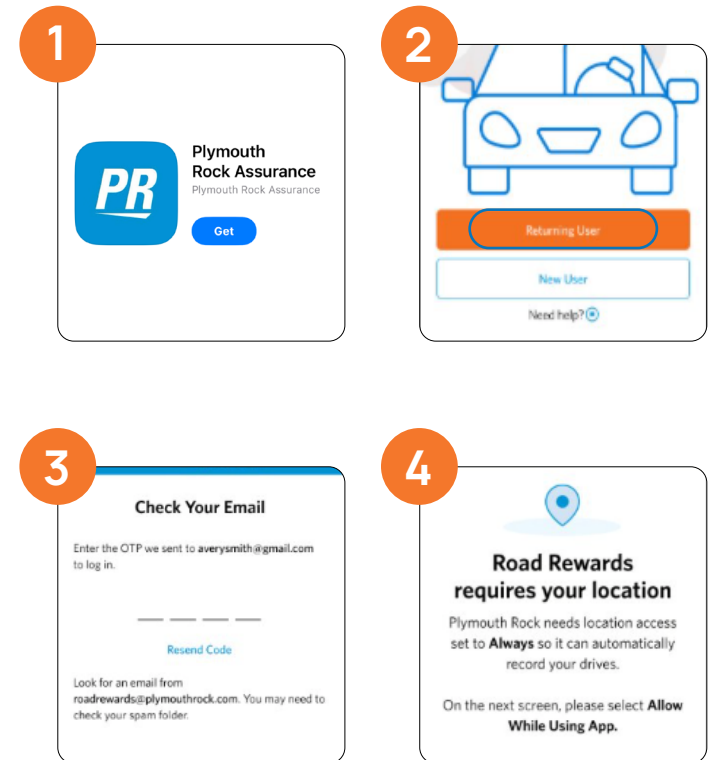 1
PR
Plymouth
Rock Assurance
Plymouth Rock Assurance
Get
2
Returning User
New User
Need help?
3
Check Your Email
Enter the OTP we sent to averysmith@gmail.com
to log in.
Resend Code
Look for an email from
roadrewards@plymouthrock.com. You may need to
check your spam folder.
4
Road Rewards
requires your location
Plymouth Rock needs location access
set to Always so it can automatically
record your drives.
On the next screen, please select Allow
While Using App.